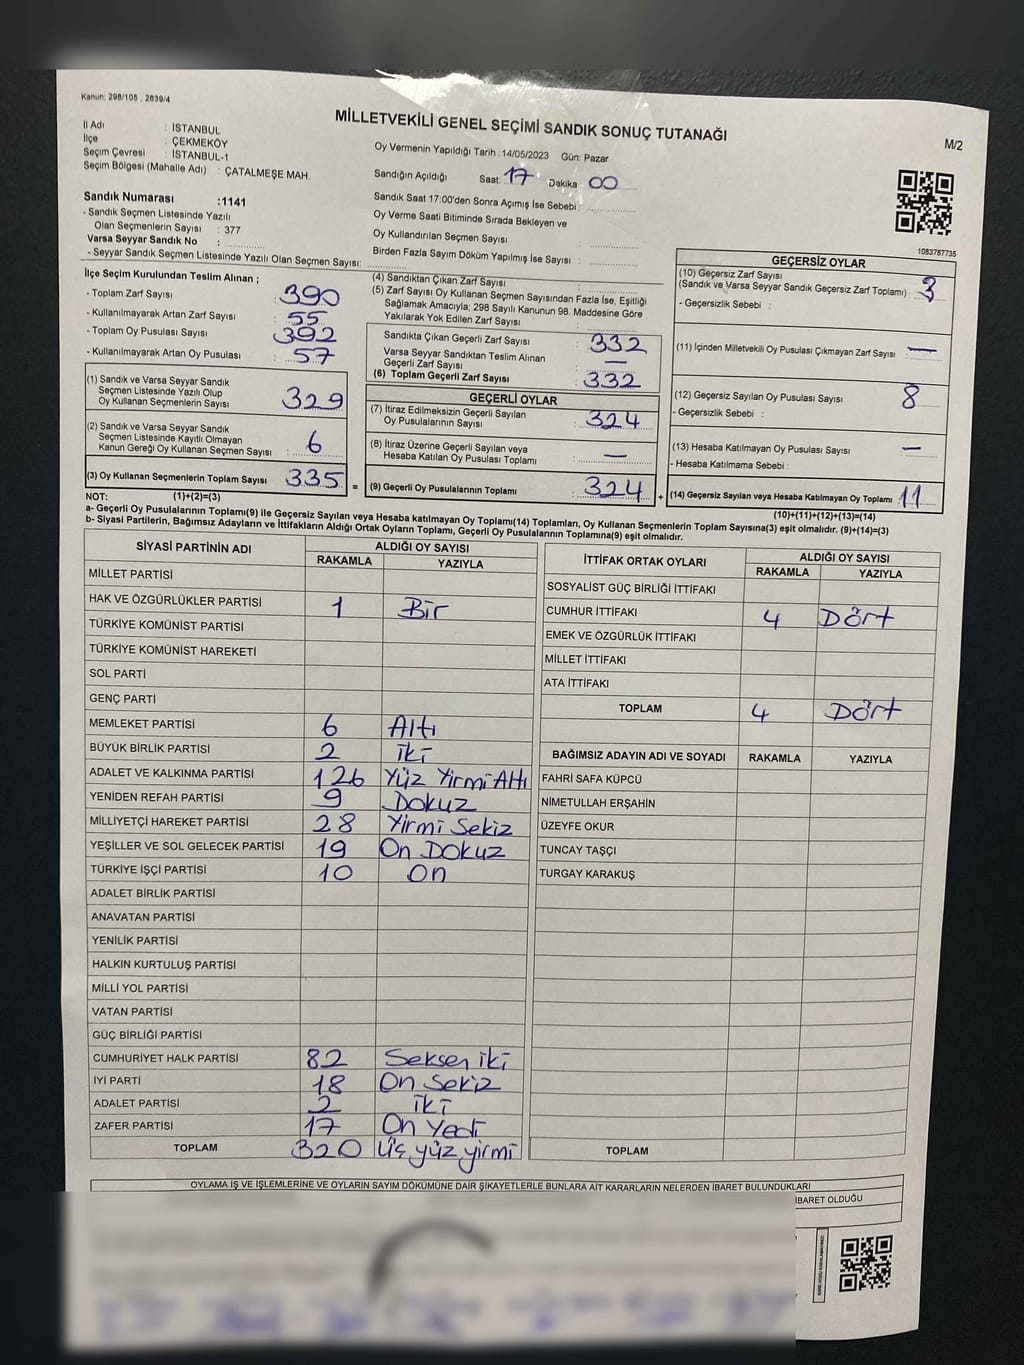 Kanun: 298/105 , 2839/4
MİLLETVEKİLİ GENEL SEÇİMİ SANDIK SONUÇ TUTANAĞI
M/2
İl Adı : İSTANBUL
İlçe : ÇEKMEKÖY
Seçim Çevresi : İSTANBUL-1
Seçim Bölgesi (Mahalle Adı) : ÇATALMEŞE MAH.
Oy Vermenin Yapıldığı Tarih :14/05/2023 Gün: Pazar
Sandığın Açıldığı Saat: 17 Dakika : 00
Sandık Saat 17:00'den Sonra Açımış İse Sebebi :
Oy Verme Saati Bitiminde Sırada Bekleyen ve
Oy Kullandırılan Seçmen Sayısı :
Birden Fazla Sayım Döküm Yapılmış İse Sayısı :
Sandık Numarası :1141
- Sandık Seçmen Listesinde Yazılı
Olan Seçmenlerin Sayısı : 377
Varsa Seyyar Sandık No :
- Seyyar Sandık Seçmen Listesinde Yazılı Olan Seçmen Sayısı:
1083787735
İlçe Seçim Kurulundan Teslim Alınan ;
- Toplam Zarf Sayısı : 390
- Kullanılmayarak Artan Zarf Sayısı : 55
- Toplam Oy Pusulası Sayısı : 392
- Kullanılmayarak Artan Oy Pusulası : 57
(1) Sandık ve Varsa Seyyar Sandık
Seçmen Listesinde Yazılı Olup
Oy Kullanan Seçmenlerin Sayısı : 329
(2) Sandık ve Varsa Seyyar Sandık
Seçmen Listesinde Kayıtlı Olmayan
Kanun Gereği Oy Kullanan Seçmen Sayısı : 6
(3) Oy Kullanan Seçmenlerin Toplam Sayısı : 335
(4) Sandıktan Çıkan Zarf Sayısı :
(5) Zarf Sayısı Oy Kullanan Seçmen Sayısından Fazla İse, Eşitliği
Sağlamak Amacıyla; 298 Sayılı Kanunun 98. Maddesine Göre
Yakılarak Yok Edilen Zarf Sayısı :
Sandıkta Çıkan Geçerli Zarf Sayısı : 332
Varsa Seyyar Sandıktan Teslim Alınan
Geçerli Zarf Sayısı : —
(6) Toplam Geçerli Zarf Sayısı : 332
GEÇERLİ OYLAR
(7) İtiraz Edilmeksizin Geçerli Sayılan
Oy Pusulalarının Sayısı : 324
(8) İtiraz Üzerine Geçerli Sayılan veya
Hesaba Katılan Oy Pusulası Toplamı : —
= (9) Geçerli Oy Pusulalarının Toplamı : 324 +
GEÇERSİZ OYLAR
(10) Geçersiz Zarf Sayısı
(Sandık ve Varsa Seyyar Sandık Geçersiz Zarf Toplamı) : 3
- Geçersizlik Sebebi :
(11) İçinden Milletvekili Oy Pusulası Çıkmayan Zarf Sayısı : —
(12) Geçersiz Sayılan Oy Pusulası Sayısı : 8
- Geçersizlik Sebebi :
(13) Hesaba Katılmayan Oy Pusulası Sayısı : —
- Hesaba Katılmama Sebebi :
(14) Geçersiz Sayılan veya Hesaba Katılmayan Oy Toplamı : 11
NOT: (1)+(2)=(3)
(10)+(11)+(12)+(13)=(14)
a- Geçerli Oy Pusulalarının Toplamı(9) ile Geçersiz Sayılan veya Hesaba katılmayan Oy Toplamı(14) Toplamları, Oy Kullanan Seçmenlerin Toplam Sayısına(3) eşit olmalıdır. (9)+(14)=(3)
b- Siyasi Partilerin, Bağımsız Adayların ve İttifakların Aldığı Ortak Oyların Toplamı, Geçerli Oy Pusulalarının Toplamına(9) eşit olmalıdır.
SİYASİ PARTİNİN ADI ALDIĞI OY SAYISI
RAKAMLA YAZIYLA
MİLLET PARTİSİ
HAK VE ÖZGÜRLÜKLER PARTİSİ 1 Bir
TÜRKİYE KOMÜNİST PARTİSİ
TÜRKİYE KOMÜNİST HAREKETİ
SOL PARTİ
GENÇ PARTİ
MEMLEKET PARTİSİ 6 Altı
BÜYÜK BİRLİK PARTİSİ 2 iki
ADALET VE KALKINMA PARTİSİ 126 Yüz Yirmi Altı
YENİDEN REFAH PARTİSİ 9 Dokuz
MİLLİYETÇİ HAREKET PARTİSİ 28 Yirmi Sekiz
YEŞİLLER VE SOL GELECEK PARTİSİ 19 On Dokuz
TÜRKİYE İŞÇİ PARTİSİ 10 On
ADALET BİRLİK PARTİSİ
ANAVATAN PARTİSİ
YENİLİK PARTİSİ
HALKIN KURTULUŞ PARTİSİ
MİLLİ YOL PARTİSİ
VATAN PARTİSİ
GÜÇ BİRLİĞİ PARTİSİ
CUMHURİYET HALK PARTİSİ 82 Seksen iki
İYİ PARTİ 18 On Sekiz
ADALET PARTİSİ 2 iki
ZAFER PARTİSİ 17 On Yedi
TOPLAM 320 Üç yüz yirmi
İTTİFAK ORTAK OYLARI ALDIĞI OY SAYISI
RAKAMLA YAZIYLA
SOSYALİST GÜÇ BİRLİĞİ İTTİFAKI
CUMHUR İTTİFAKI 4 Dört
EMEK VE ÖZGÜRLÜK İTTİFAKI
MİLLET İTTİFAKI
ATA İTTİFAKI
TOPLAM 4 Dört
BAĞIMSIZ ADAYIN ADI VE SOYADI RAKAMLA YAZIYLA
FAHRİ SAFA KÜPCÜ
NİMETULLAH ERŞAHİN
ÜZEYFE OKUR
TUNCAY TAŞÇI
TURGAY KARAKUŞ
TOPLAM
OYLAMA İŞ VE İŞLEMLERİNE VE OYLARIN SAYIM DÖKÜMÜNE DAİR ŞİKAYETLERLE BUNLARA AİT KARARLARIN NELERDEN İBARET BULUNDUKLARI
İBARET OLDUĞU